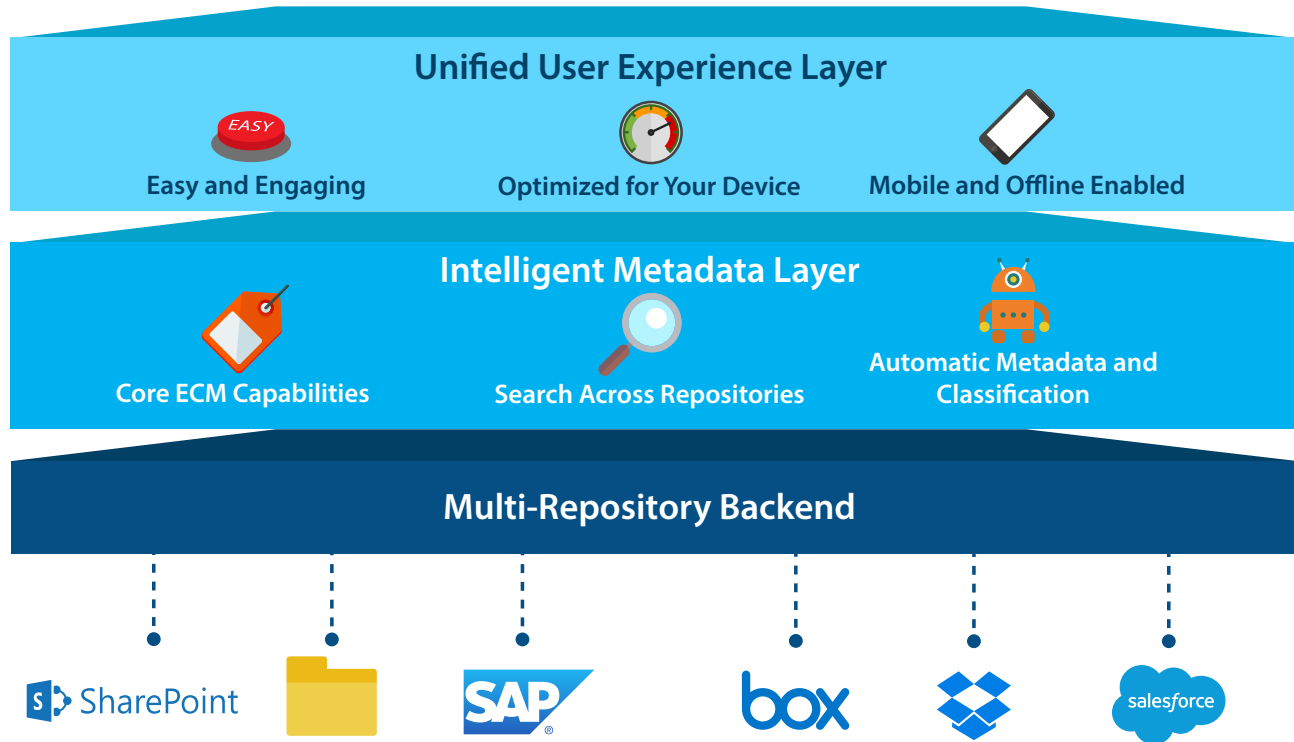 Unified User Experience Layer
EASY
Easy and Engaging
Optimized for Your Device
Mobile and Offline Enabled
Intelligent Metadata Layer
Core ECM Capabilities
Search Across Repositories
Automatic Metadata and
Classification
Multi-Repository Backend
S
SharePoint
SAP
®
box
salesforce